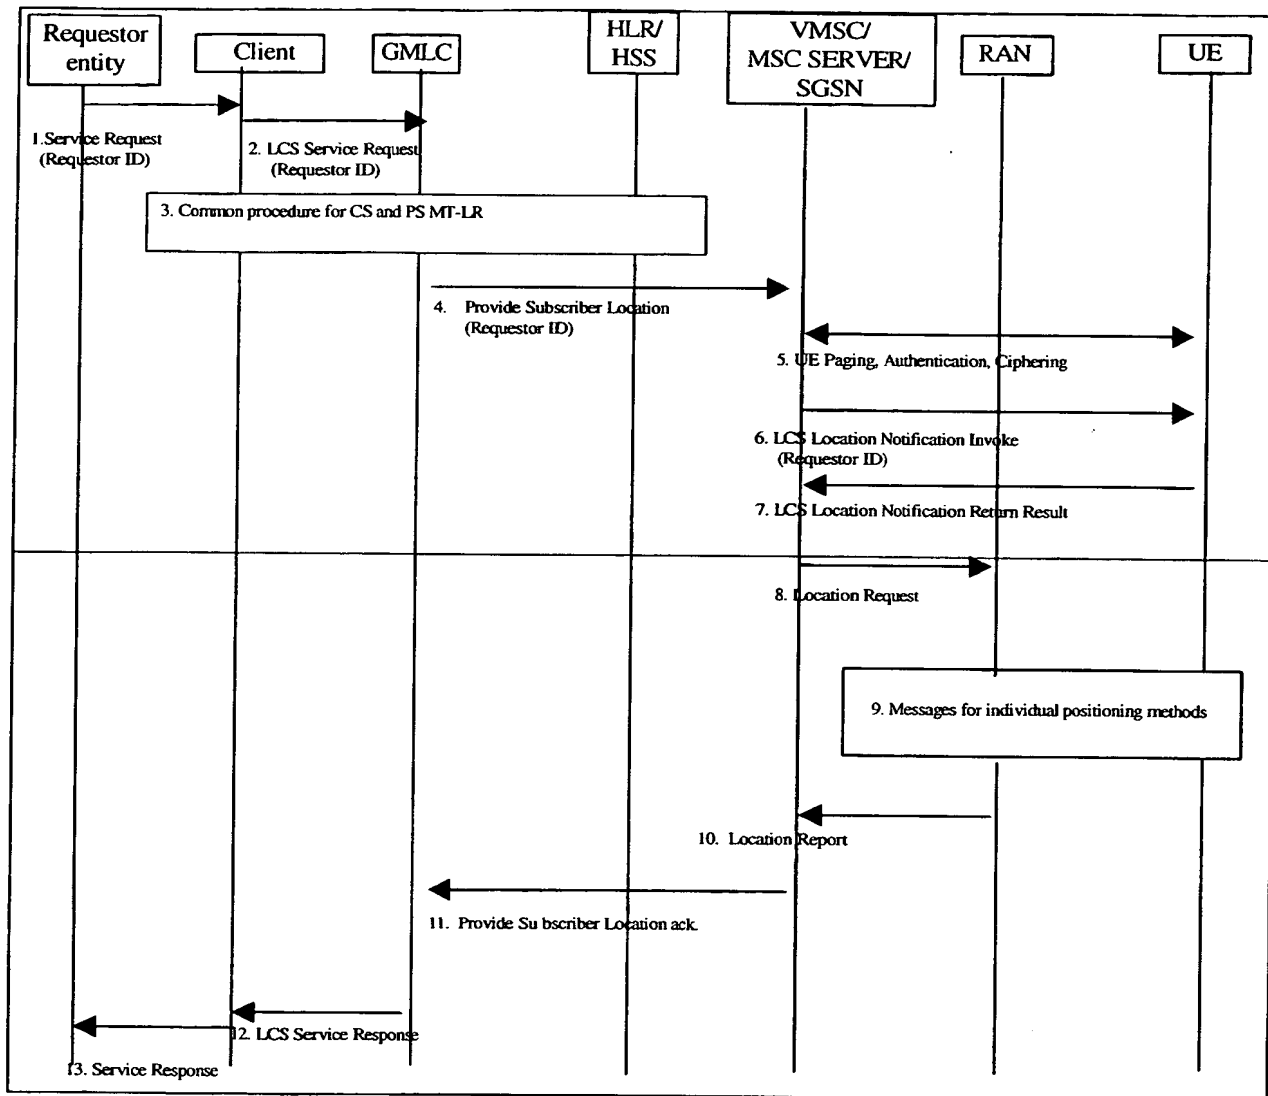 Requestor
entity
Client
GMLC
HLR/
HSS
VMSC/
MSC SERVER/
SGSN
RAN
UE
1.Service Request
(Requestor ID)
2. LCS Service Request
(Requestor ID)
3. Common procedure for CS and PS MT-LR
4. Provide Subscriber Location
(Requestor ID)
5. UE Paging, Authentication, Ciphering
6. LCS Location Notification Invoke
(Requestor ID)
7. LCS Location Notification Return Result
8. Location Request
9. Messages for individual positioning methods
10. Location Report
11. Provide Su bscriber Location ack.
12. LCS Service Response
13. Service Response